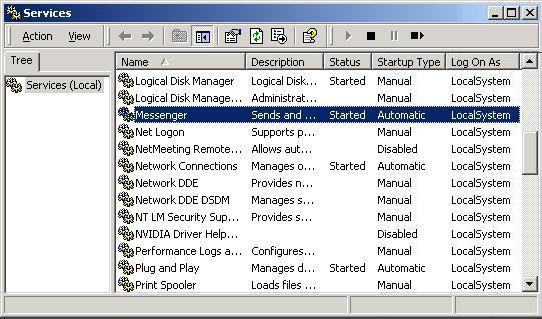 Services
Action View
Tree
Services (Local)
Name Description Status Startup Type Log On As
Logical Disk Manager Logical Disk... Started Manual LocalSystem
Logical Disk Manage... Administrat... Manual LocalSystem
Messenger Sends and ... Started Automatic LocalSystem
Net Logon Supports p... Manual LocalSystem
NetMeeting Remote... Allows aut... Disabled LocalSystem
Network Connections Manages o... Started Automatic LocalSystem
Network DDE Provides n... Manual LocalSystem
Network DDE DSDM Manages s... Manual LocalSystem
NT LM Security Sup... Provides s... Manual LocalSystem
NVIDIA Driver Help... Disabled LocalSystem
Performance Logs a... Configures... Manual LocalSystem
Plug and Play Manages d... Started Automatic LocalSystem
Print Spooler Loads files ... Manual LocalSystem